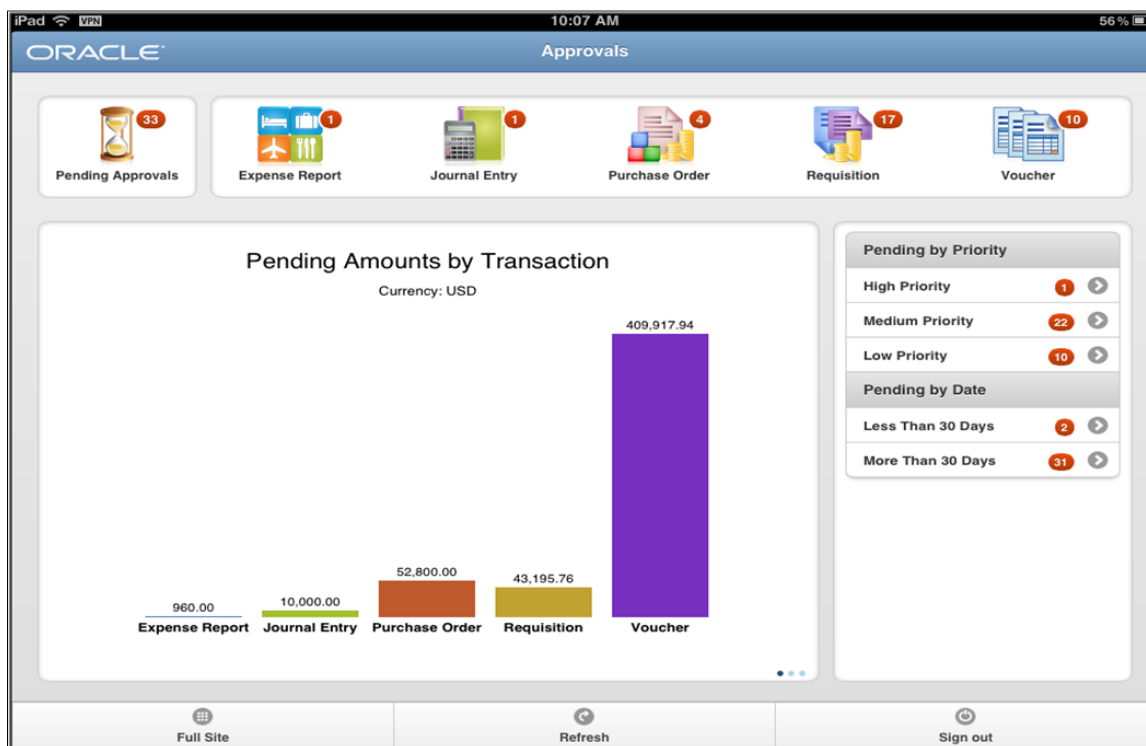 iPad VPN 10:07 AM 56%
ORACLE Approvals
33 1 1 4 17 10
Pending Approvals Expense Report Journal Entry Purchase Order Requisition Voucher
Pending Amounts by Transaction
Currency: USD
409,917.94
52,800.00
43,195.76
10,000.00
960.00
Expense Report Journal Entry Purchase Order Requisition Voucher
Pending by Priority
High Priority 1
Medium Priority 22
Low Priority 10
Pending by Date
Less Than 30 Days 2
More Than 30 Days 31
Full Site Refresh Sign out